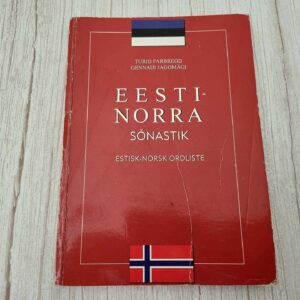 TURID FARBREGD
GENNADI JAGOMÄGI
EESTI-
NORRA
SÕNASTIK
ESTISK-NORSK ORDLISTE